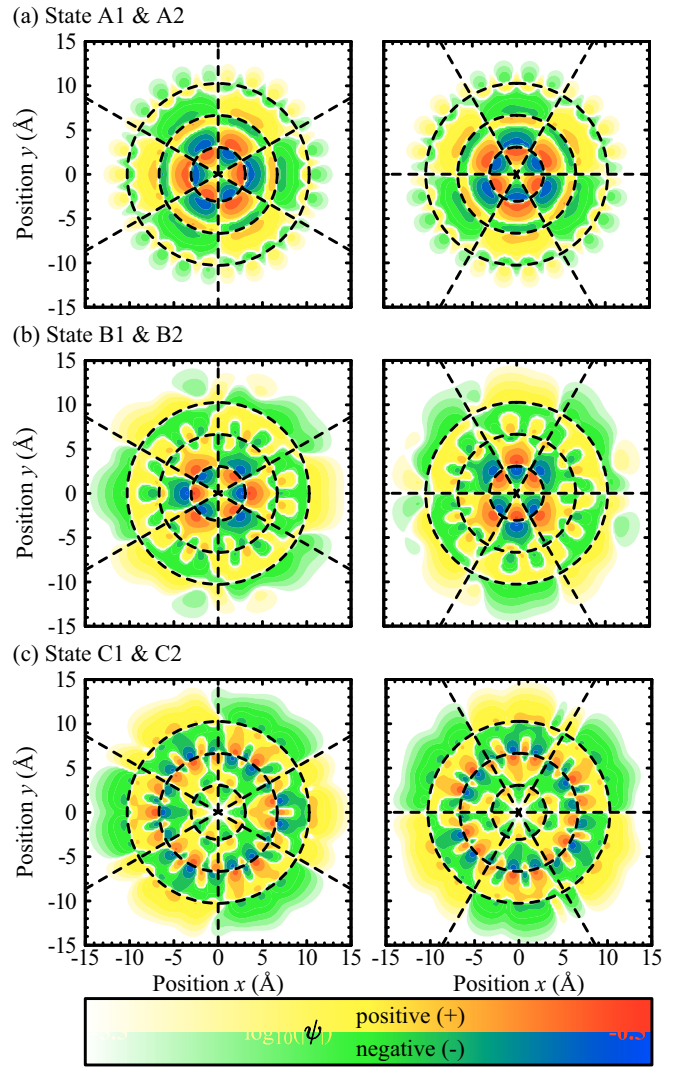 (a) State A1 & A2
15
10
5
0
-5
-10
-15
Position y (Å)
(b) State B1 & B2
15
10
5
0
-5
-10
-15
Position y (Å)
(c) State C1 & C2
15
10
5
0
-5
-10
-15
Position y (Å)
-15 -10 -5 0 5 10 15 -10 -5 0 5 10 15
Position x (Å) Position x (Å)
positive (+)
ψ -0.5
negative (-)